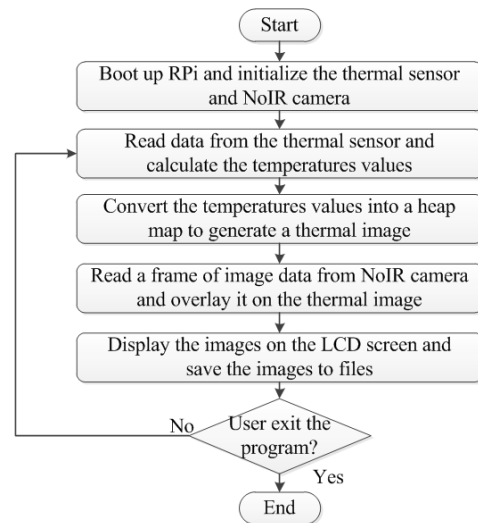 Start
Boot up RPi and initialize the thermal sensor
and NoIR camera
Read data from the thermal sensor and
calculate the temperatures values
Convert the temperatures values into a heap
map to generate a thermal image
Read a frame of image data from NoIR camera
and overlay it on the thermal image
Display the images on the LCD screen and
save the images to files
No
User exit the
program?
Yes
End